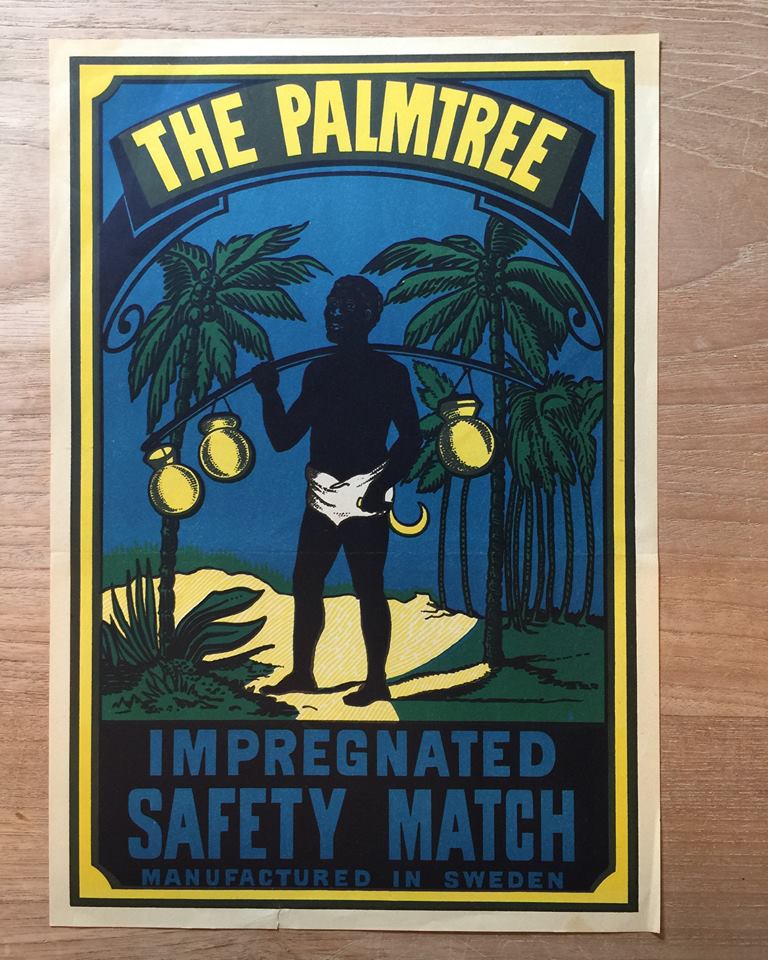 THE PALMTREE
IMPREGNATED
SAFETY MATCH
MANUFACTURED IN SWEDEN